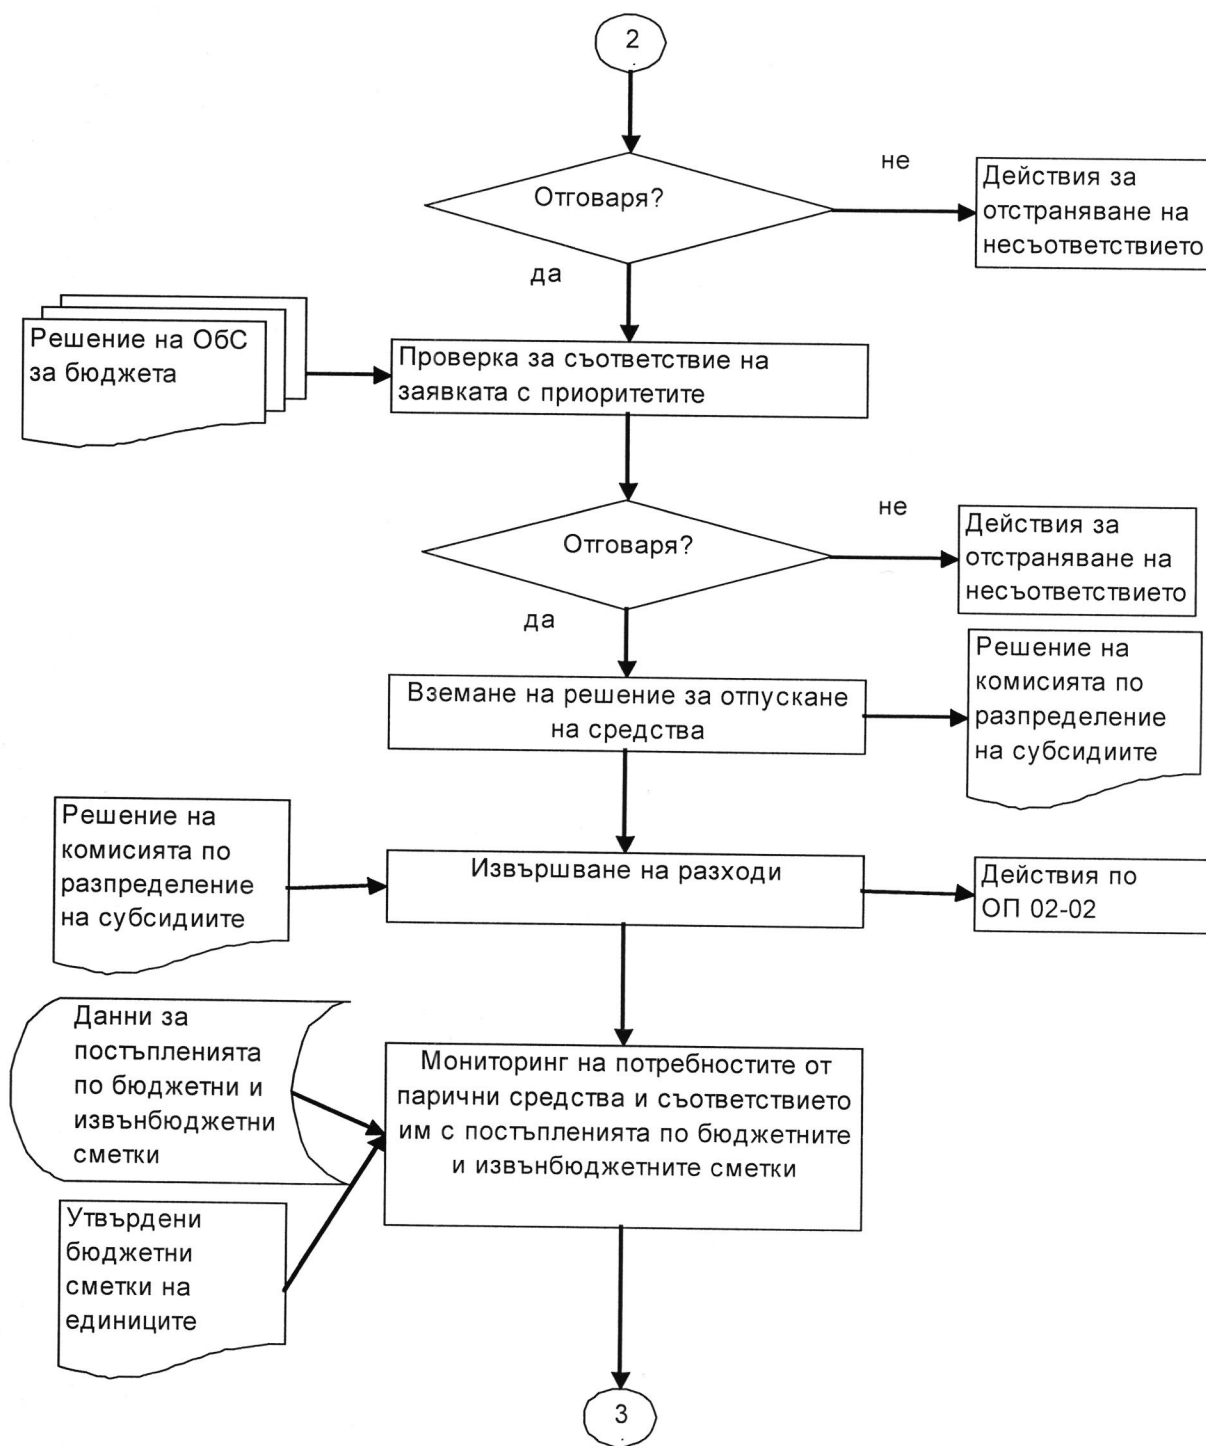 2
Отговаря?
не
Действия за
отстраняване на
несъответствието
да
Решение на ОбС
за бюджета
Проверка за съответствие на
заявката с приоритетите
Отговаря?
не
Действия за
отстраняване на
несъответствието
да
Вземане на решение за отпускане
на средства
Решение на
комисията по
разпределение
на субсидиите
Решение на
комисията по
разпределение
на субсидиите
Извършване на разходи
Действия по
ОП 02-02
Данни за
постъпленията
по бюджетни и
извънбюджетни
сметки
Мониторинг на потребностите от
парични средства и съответствието
им с постъпленията по бюджетните
и извънбюджетните сметки
Утвърдени
бюджетни
сметки на
единиците
3